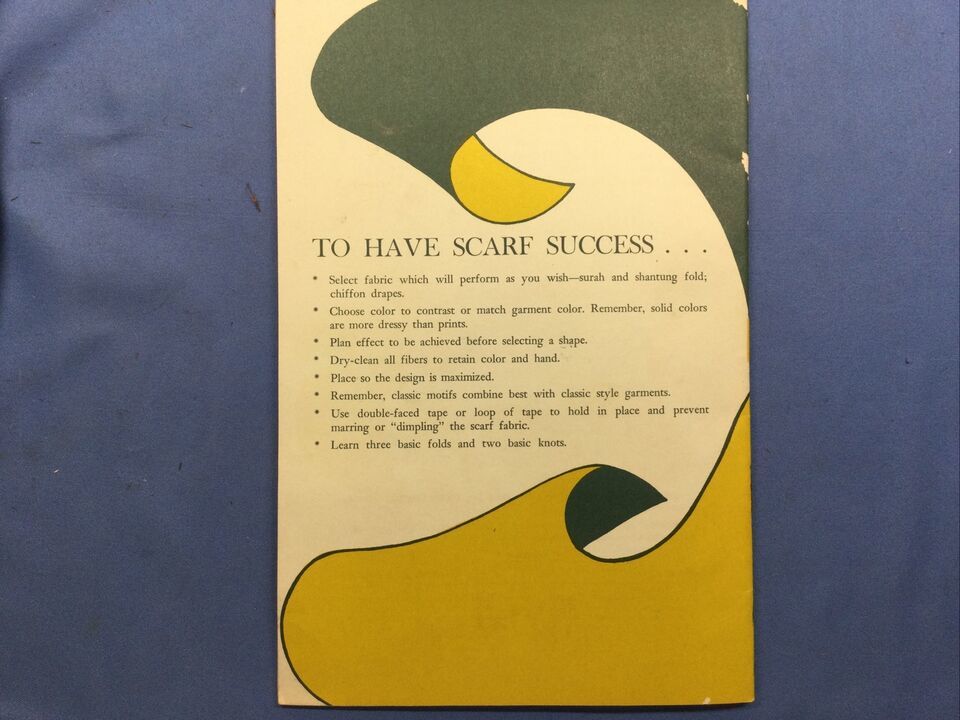 TO HAVE SCARF SUCCESS . . .
* Select fabric which will perform as you wish—surah and shantung fold;
chiffon drapes.
* Choose color to contrast or match garment color. Remember, solid colors
are more dressy than prints.
* Plan effect to be achieved before selecting a shape.
* Dry-clean all fibers to retain color and hand.
* Place so the design is maximized.
* Remember, classic motifs combine best with classic style garments.
* Use double-faced tape or loop of tape to hold in place and prevent
marring or “dimpling” the scarf fabric.
* Learn three basic folds and two basic knots.